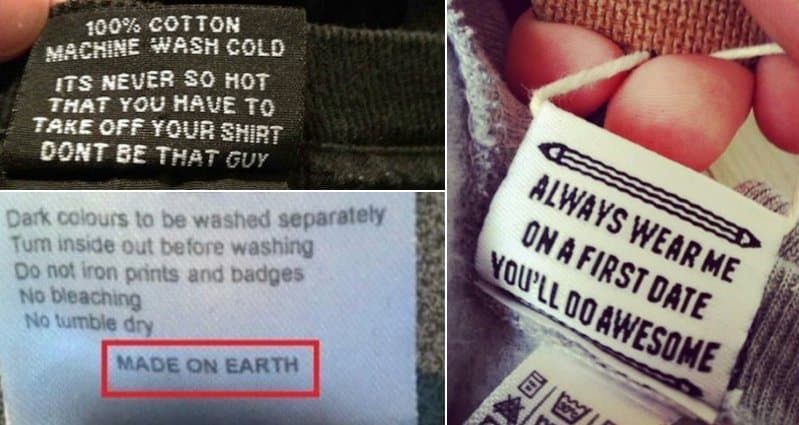 100% COTTON
MACHINE WASH COLD
ITS NEVER SO HOT
THAT YOU HAVE TO
TAKE OFF YOUR SHIRT
DONT BE THAT GUY
Dark colours to be washed separately
Turn inside out before washing
Do not iron prints and badges
No bleaching
No tumble dry
MADE ON EARTH
ALWAYS WEAR ME
ON A FIRST DATE
YOU'LL DO AWESOME